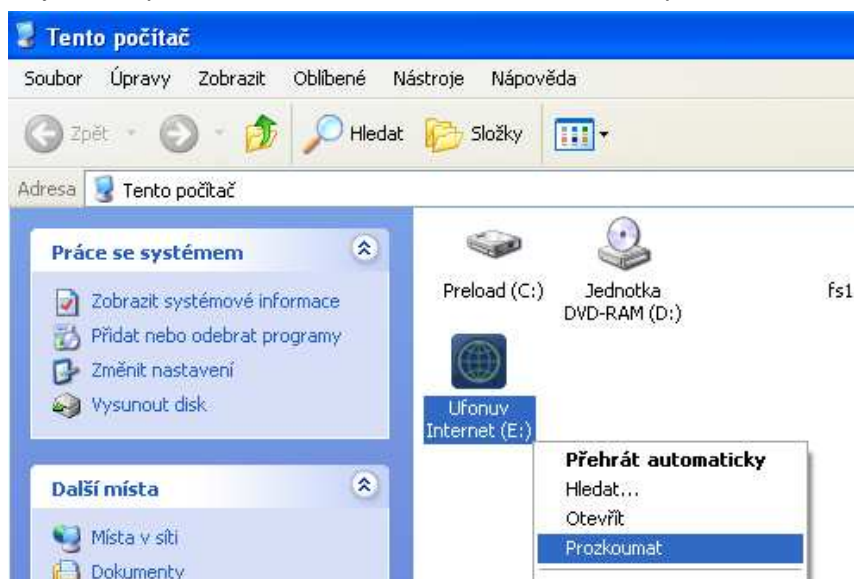 Tento počítač
Soubor Úpravy Zobrazit Oblíbené Nástroje Nápověda
Zpět Hledat Složky
Adresa Tento počítač
Práce se systémem
Zobrazit systémové informace
Přidat nebo odebrat programy
Změnit nastavení
Vysunout disk
Další místa
Místa v síti
Dokumenty
Preload (C:)
Jednotka
DVD-RAM (D:)
fs1
Ufonuv
Internet (E:)
Přehrát automaticky
Hledat...
Otevřít
Prozkoumat